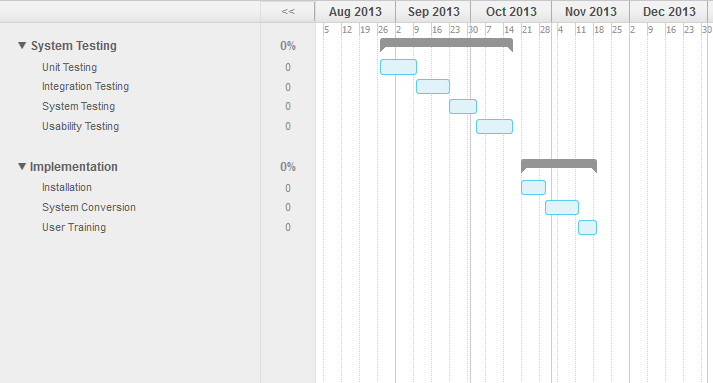 << Aug 2013 Sep 2013 Oct 2013 Nov 2013 Dec 2013
5 12 19 26 2 9 16 23 30 7 14 21 28 4 11 18 25 2 9 16 23 30
▼ System Testing 0%
Unit Testing 0
Integration Testing 0
System Testing 0
Usability Testing 0
▼ Implementation 0%
Installation 0
System Conversion 0
User Training 0